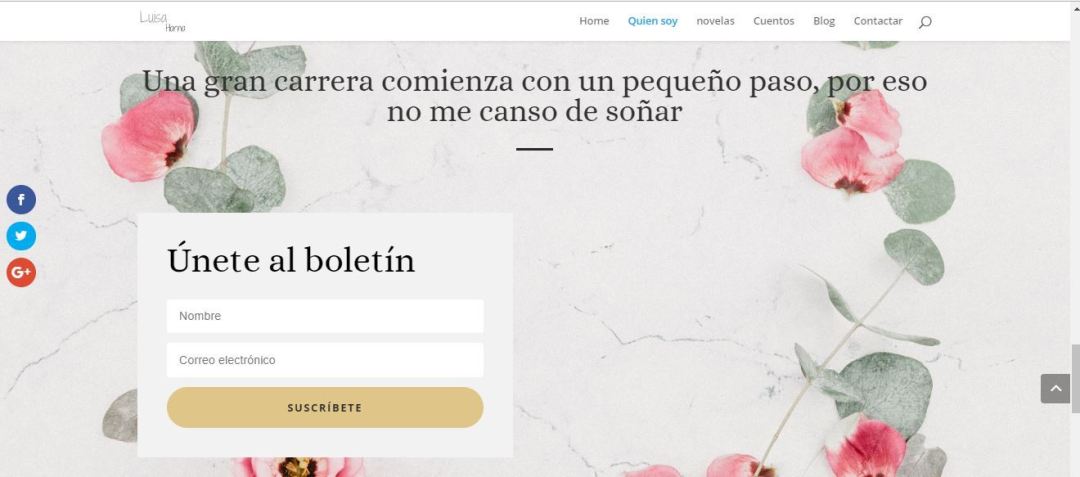 Luisa
Horna
Home Quien soy novelas Cuentos Blog Contactar
Una gran carrera comienza con un pequeño paso, por eso
no me canso de soñar
f
G+
Únete al boletín
Nombre
Correo electrónico
SUSCRÍBETE